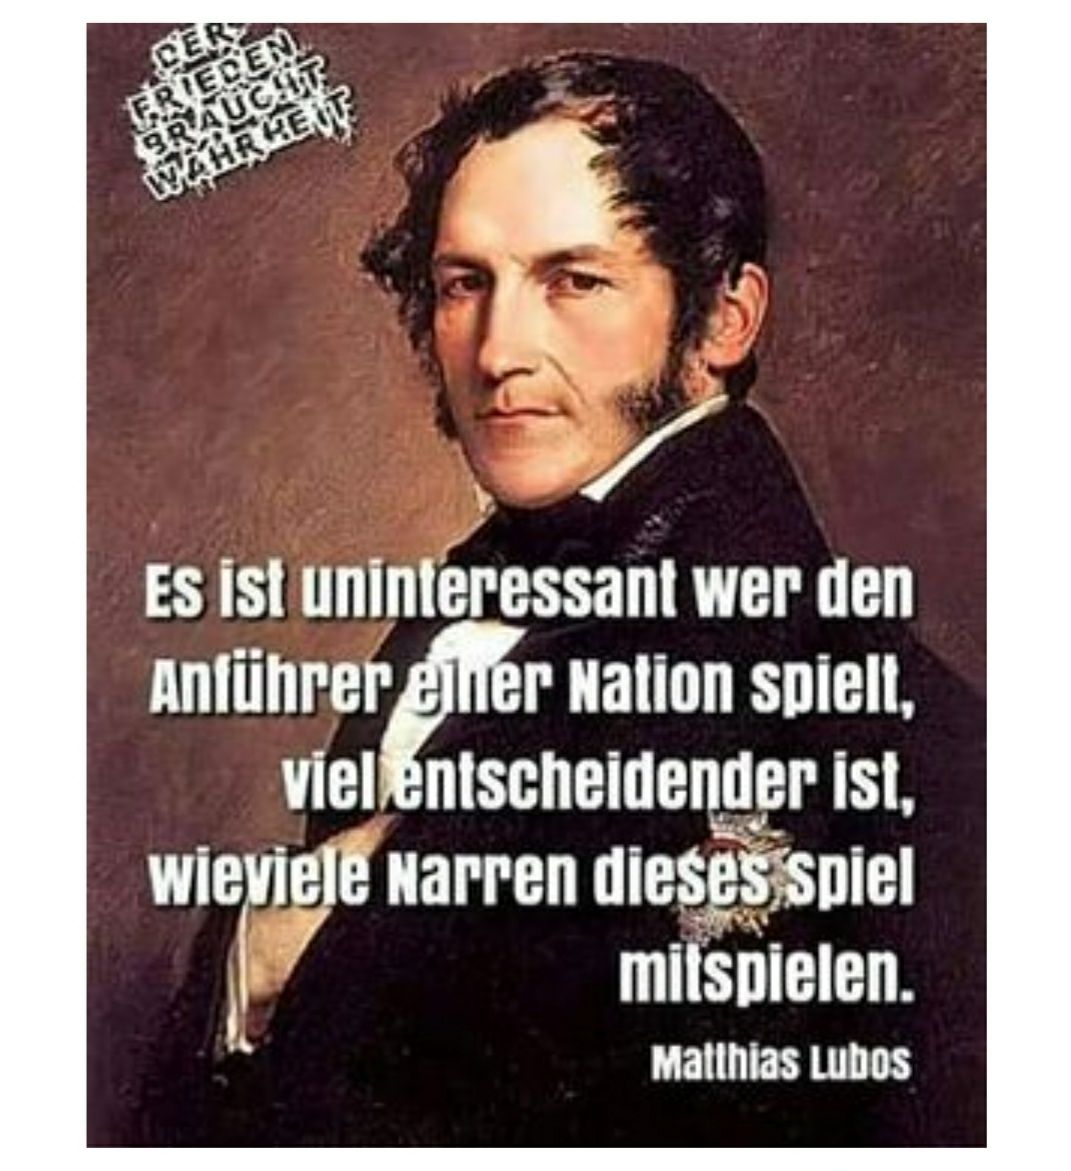 DER
FRIEDEN
BRAUCHT
WAHRHEIT
Es ist uninteressant wer den
Anführer einer Nation spielt,
viel entscheidender ist,
wieviele Narren dieses Spiel
mitspielen.
Matthias Lubos